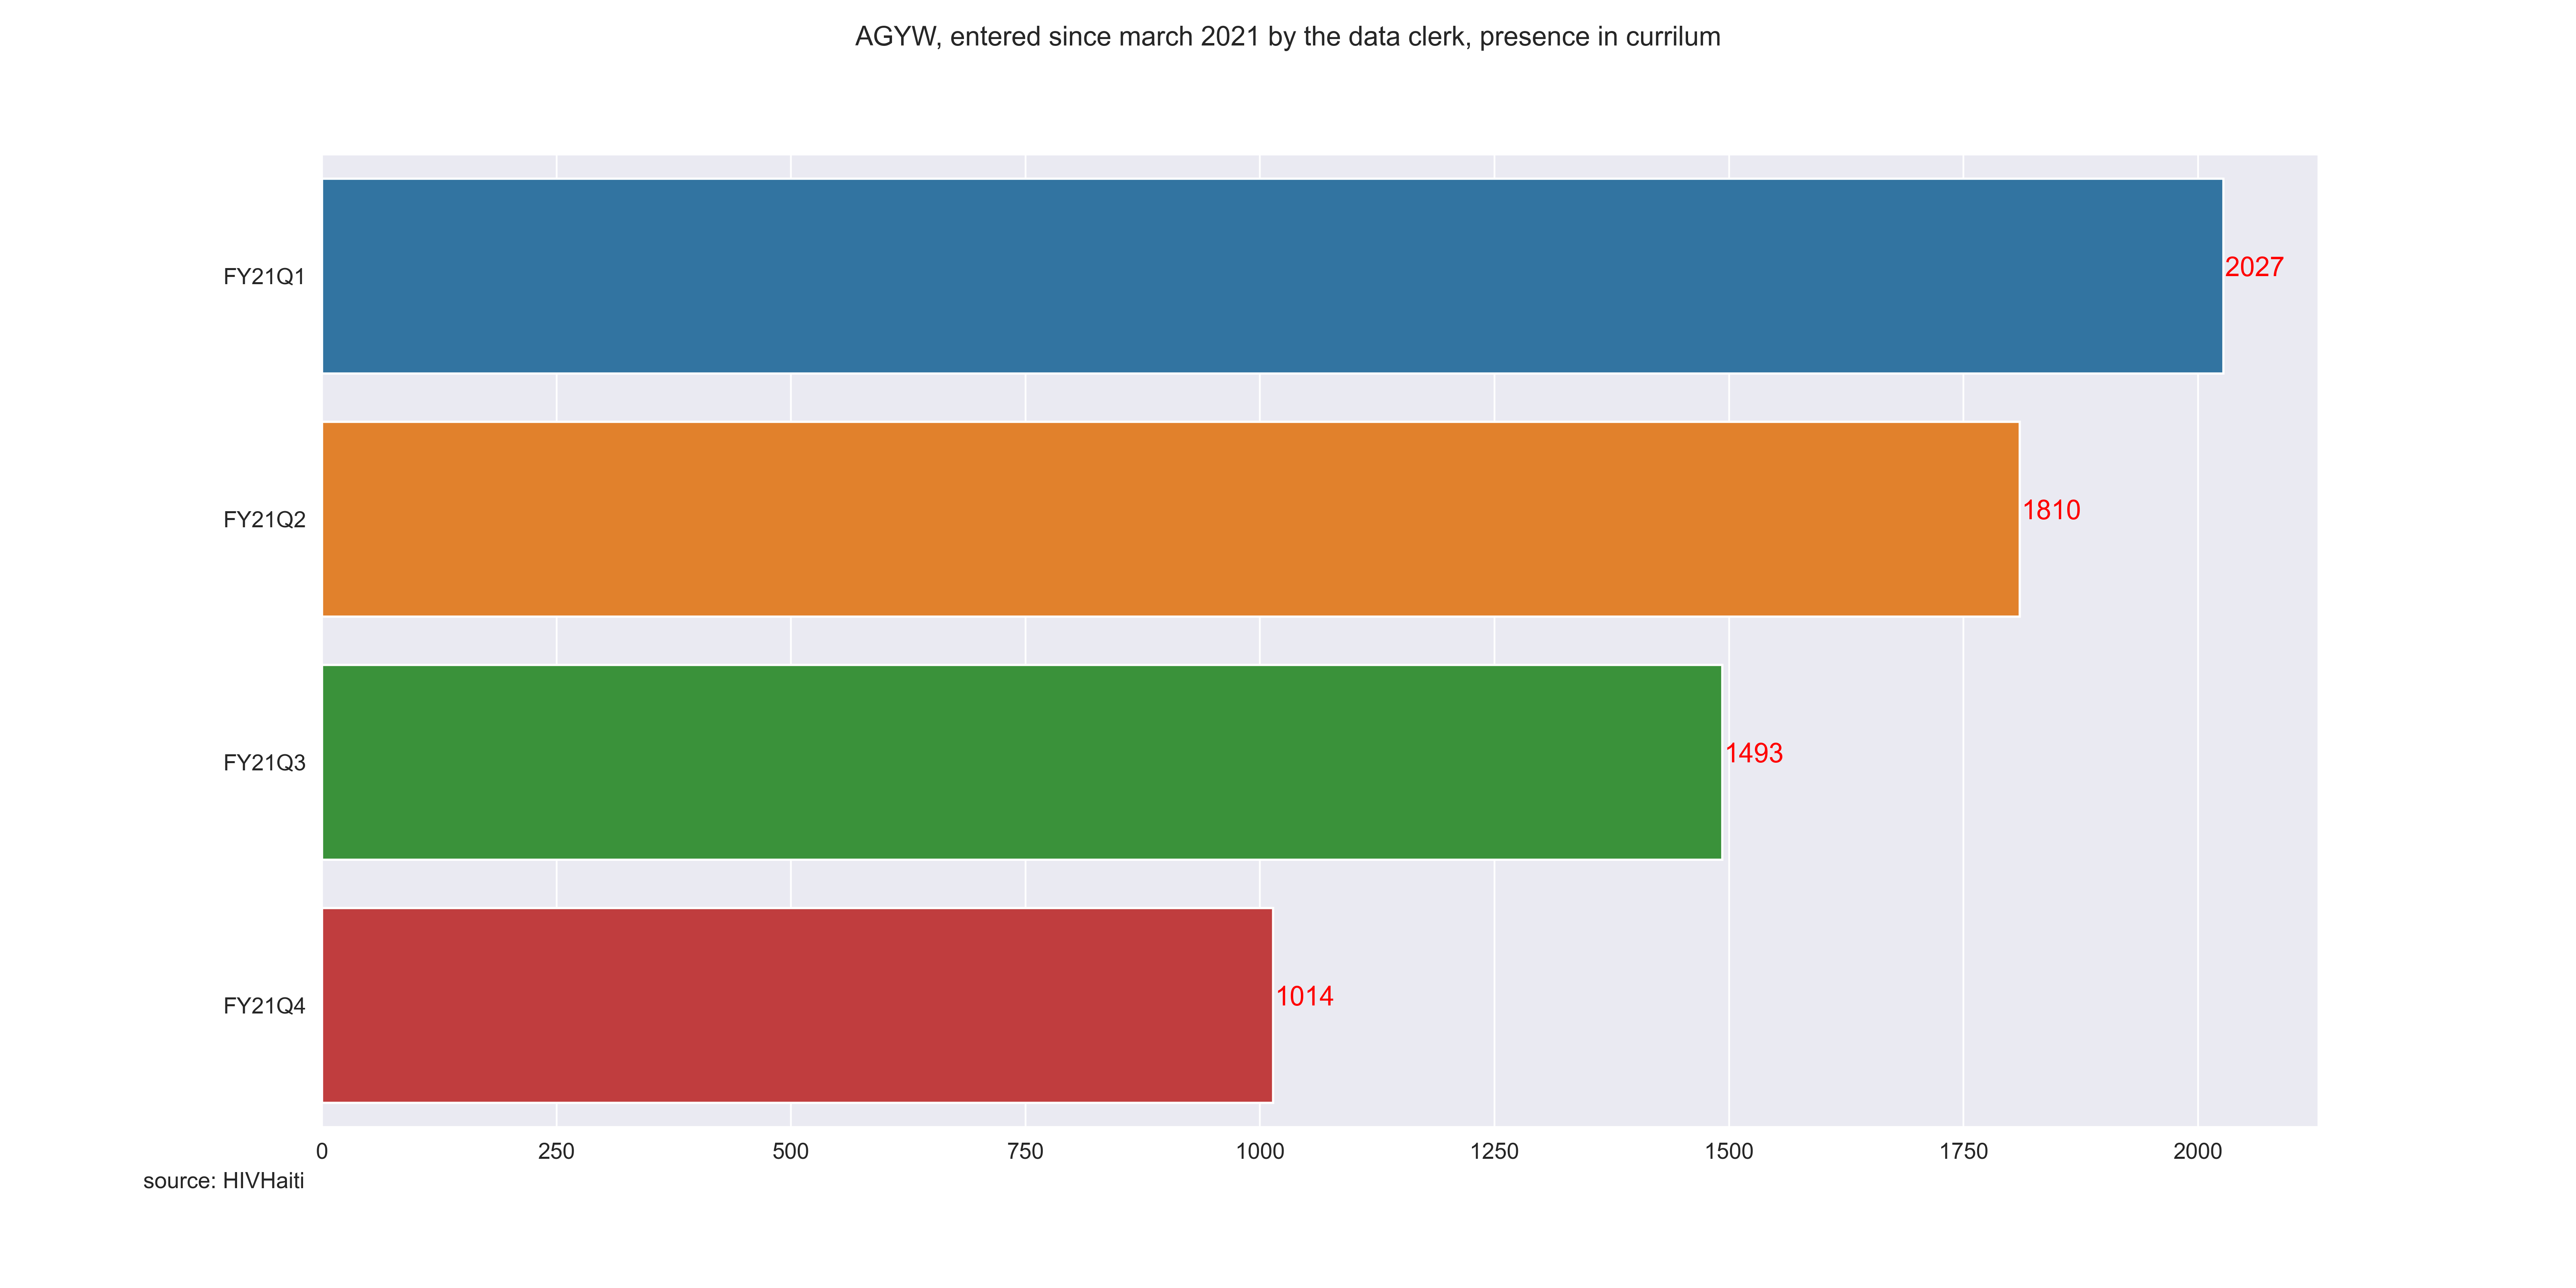 AGYW, entered since march 2021 by the data clerk, presence in currilum
FY21Q1
2027
FY21Q2
1810
FY21Q3
1493
FY21Q4
1014
0 250 500 750 1000 1250 1500 1750 2000
source: HIVHaiti